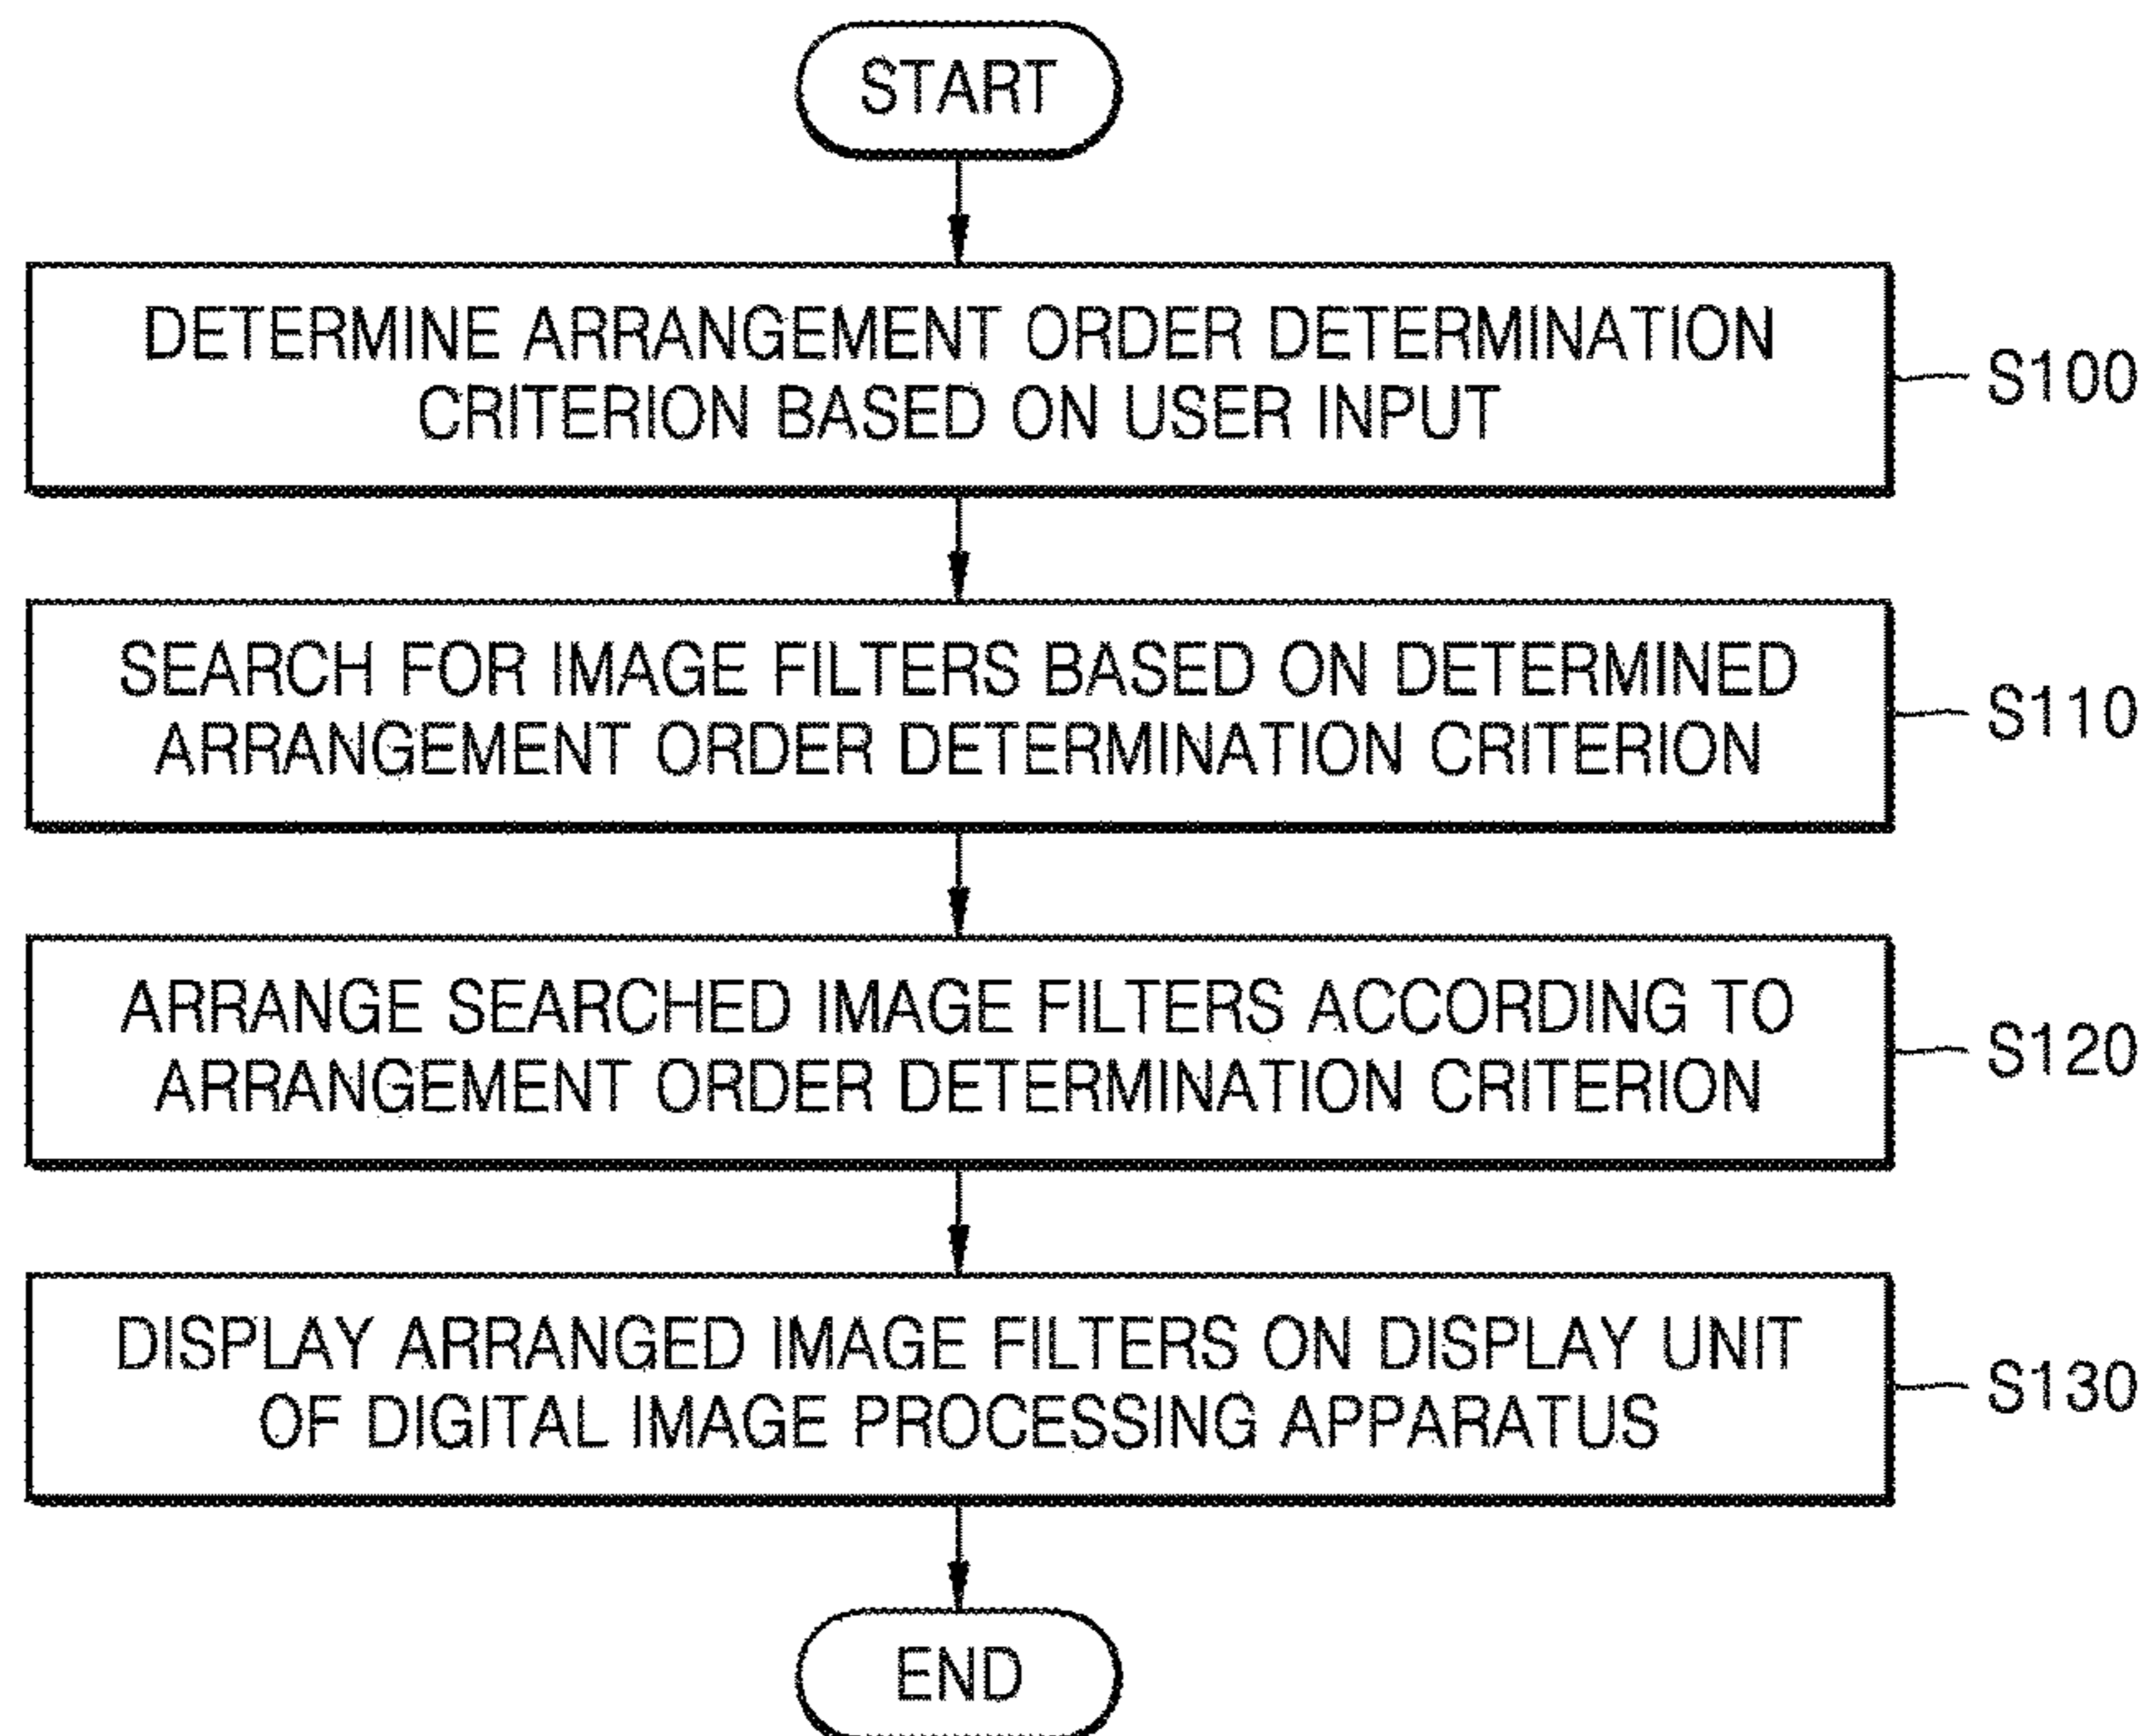 START
DETERMINE ARRANGEMENT ORDER DETERMINATION
CRITERION BASED ON USER INPUT
S100
SEARCH FOR IMAGE FILTERS BASED ON DETERMINED
ARRANGEMENT ORDER DETERMINATION CRITERION
S110
ARRANGE SEARCHED IMAGE FILTERS ACCORDING TO
ARRANGEMENT ORDER DETERMINATION CRITERION
S120
DISPLAY ARRANGED IMAGE FILTERS ON DISPLAY UNIT
OF DIGITAL IMAGE PROCESSING APPARATUS
S130
END